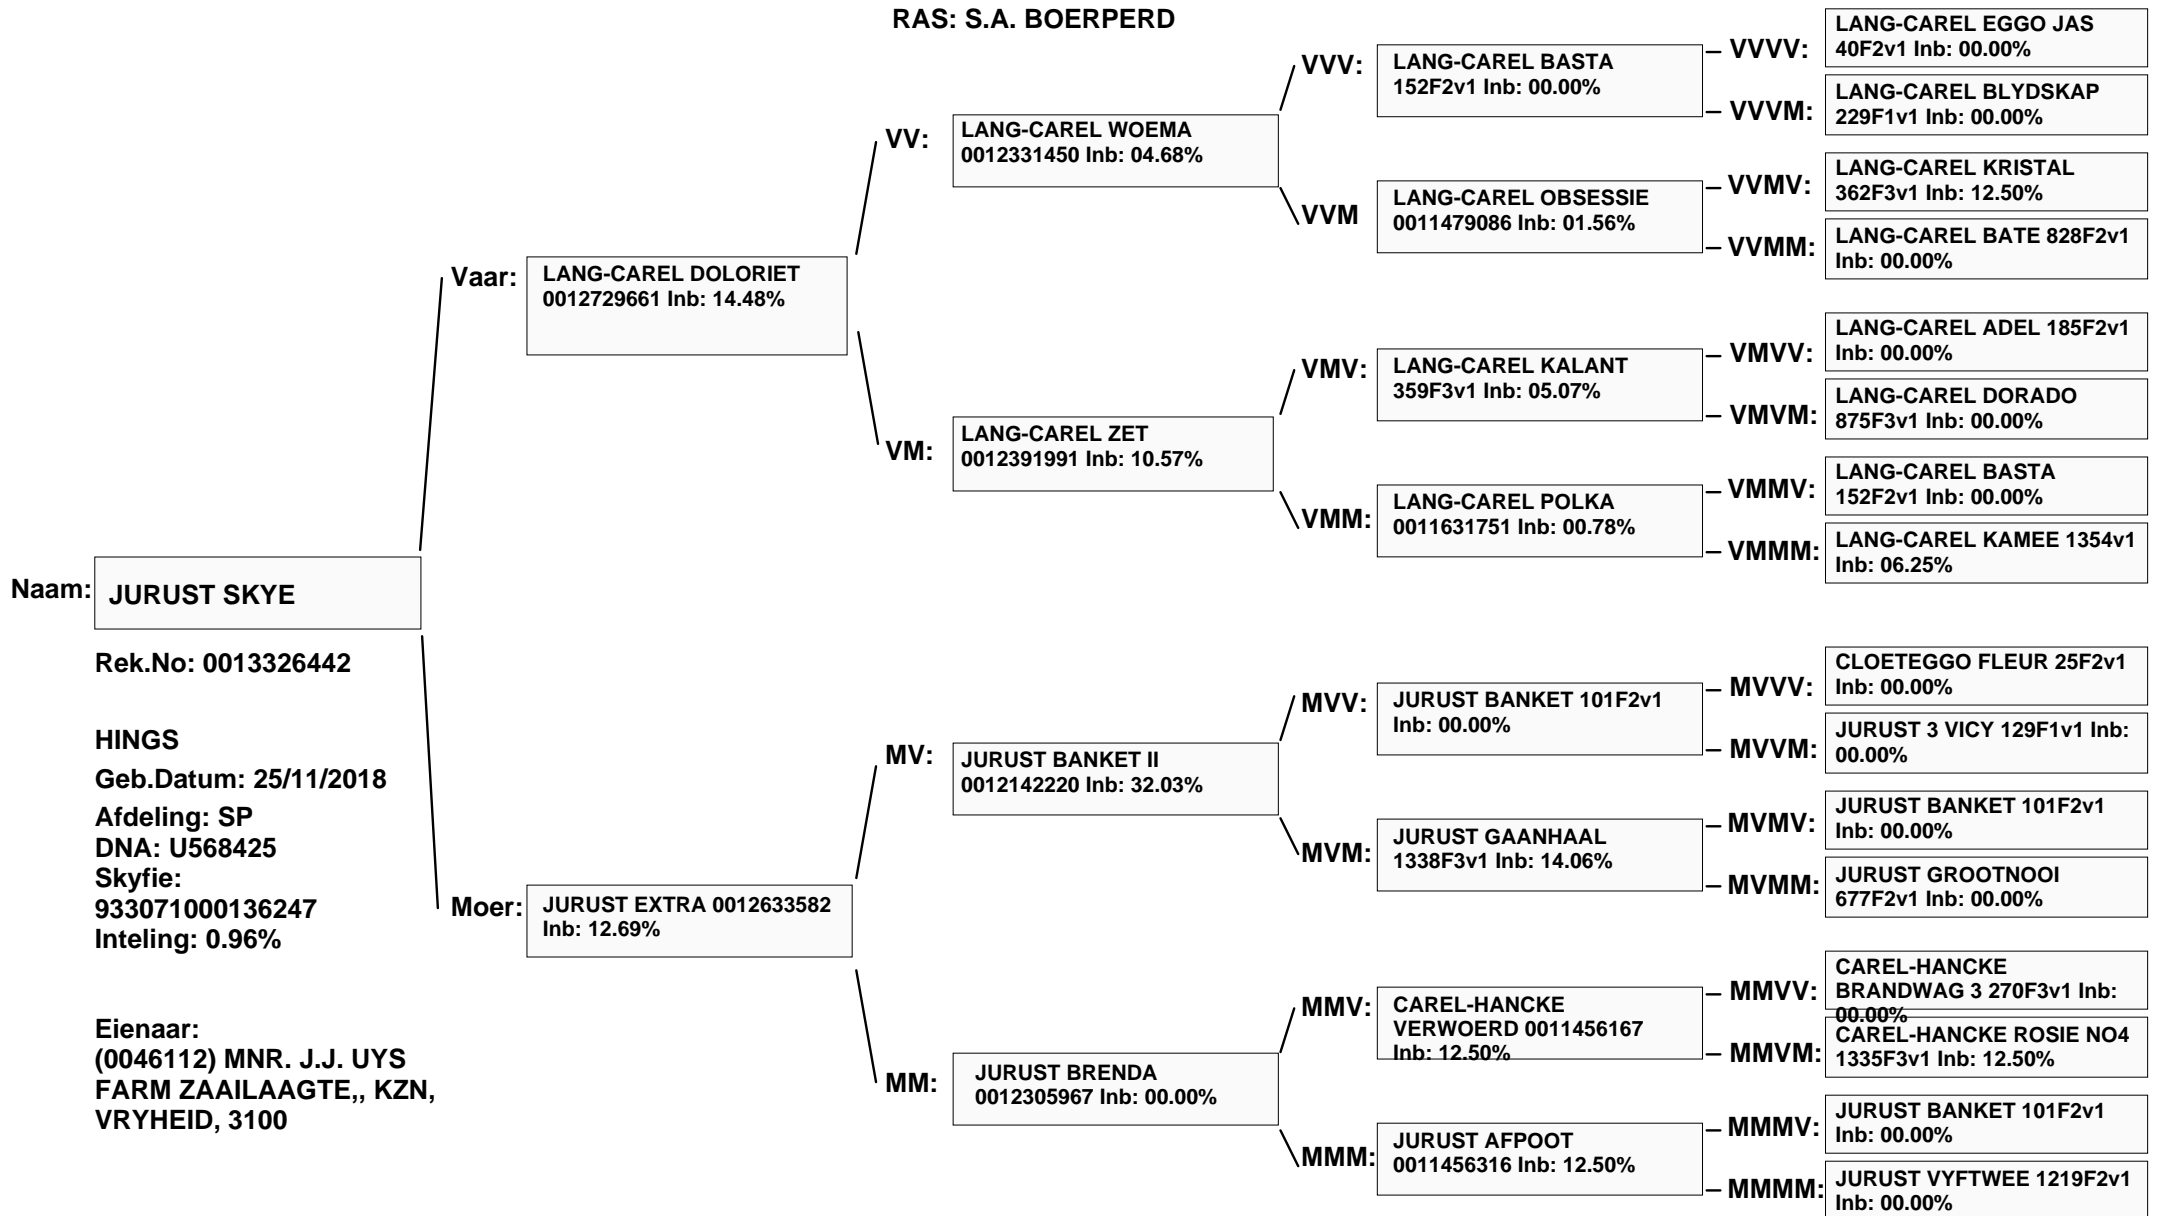 RAS: S.A. BOERPERD
Naam:
JURUST SKYE
Rek.No: 0013326442
HINGS
Geb.Datum: 25/11/2018
Afdeling: SP
DNA: U568425
Skyfie:
933071000136247
Inteling: 0.96%
Eienaar:
(0046112) MNR. J.J. UYS
FARM ZAAILAAGTE,, KZN,
VRYHEID, 3100
Vaar:
LANG-CAREL DOLORIET
0012729661 Inb: 14.48%
Moer:
JURUST EXTRA 0012633582
Inb: 12.69%
VV:
LANG-CAREL WOEMA
0012331450 Inb: 04.68%
VM:
LANG-CAREL ZET
0012391991 Inb: 10.57%
MV:
JURUST BANKET II
0012142220 Inb: 32.03%
MM:
JURUST BRENDA
0012305967 Inb: 00.00%
VVV:
LANG-CAREL BASTA
152F2v1 Inb: 00.00%
VVM
LANG-CAREL OBSESSIE
0011479086 Inb: 01.56%
VMV:
LANG-CAREL KALANT
359F3v1 Inb: 05.07%
VMM:
LANG-CAREL POLKA
0011631751 Inb: 00.78%
MVV:
JURUST BANKET 101F2v1
Inb: 00.00%
MVM:
JURUST GAANHAAL
1338F3v1 Inb: 14.06%
MMV:
CAREL-HANCKE
VERWOERD 0011456167
Inb: 12.50%
MMM:
JURUST AFPOOT
0011456316 Inb: 12.50%
VVVV:
LANG-CAREL EGGO JAS
40F2v1 Inb: 00.00%
VVVM:
LANG-CAREL BLYDSKAP
229F1v1 Inb: 00.00%
VVMV:
LANG-CAREL KRISTAL
362F3v1 Inb: 12.50%
VVMM:
LANG-CAREL BATE 828F2v1
Inb: 00.00%
VMVV:
LANG-CAREL ADEL 185F2v1
Inb: 00.00%
VMVM:
LANG-CAREL DORADO
875F3v1 Inb: 00.00%
VMMV:
LANG-CAREL BASTA
152F2v1 Inb: 00.00%
VMMM:
LANG-CAREL KAMEE 1354v1
Inb: 06.25%
MVVV:
CLOETEGGO FLEUR 25F2v1
Inb: 00.00%
MVVM:
JURUST 3 VICY 129F1v1 Inb:
00.00%
MVMV:
JURUST BANKET 101F2v1
Inb: 00.00%
MVMM:
JURUST GROOTNOOI
677F2v1 Inb: 00.00%
MMVV:
CAREL-HANCKE
BRANDWAG 3 270F3v1 Inb:
00.00%
MMVM:
CAREL-HANCKE ROSIE NO4
1335F3v1 Inb: 12.50%
MMMV:
JURUST BANKET 101F2v1
Inb: 00.00%
MMMM:
JURUST VYFTWEE 1219F2v1
Inb: 00.00%